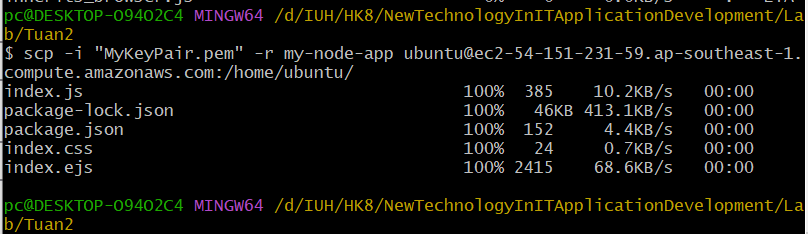 pc@DESKTOP-O94O2C4 MINGW64 /d/IUH/HK8/NewTechnologyInITApplicationDevelopment/La
b/Tuan2
$ scp -i "MyKeyPair.pem" -r my-node-app ubuntu@ec2-54-151-231-59.ap-southeast-1.
compute.amazonaws.com:/home/ubuntu/
index.js 100% 385 10.2KB/s 00:00
package-lock.json 100% 46KB 413.1KB/s 00:00
package.json 100% 152 4.4KB/s 00:00
index.css 100% 24 0.7KB/s 00:00
index.ejs 100% 2415 68.6KB/s 00:00
pc@DESKTOP-O94O2C4 MINGW64 /d/IUH/HK8/NewTechnologyInITApplicationDevelopment/La
b/Tuan2